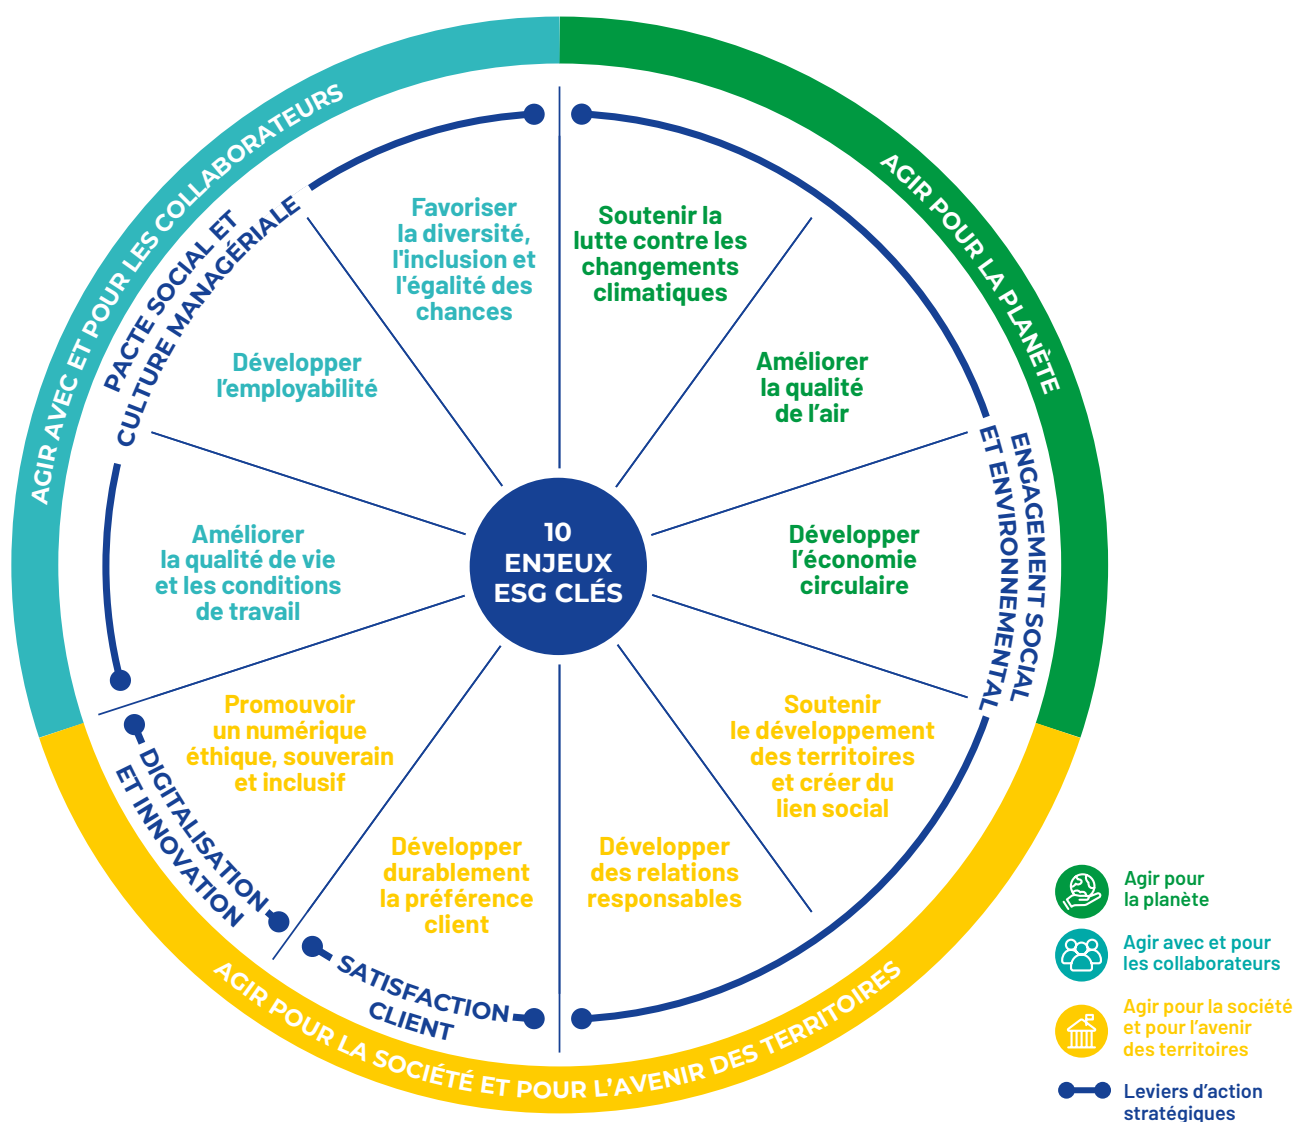 AGIR AVEC ET POUR LES COLLABORATEURS
AGIR POUR LA PLANÈTE
AGIR POUR LA SOCIÉTÉ ET POUR L'AVENIR DES TERRITOIRES
PACTE SOCIAL ET
CULTURE MANAGÉRIALE
ENGAGEMENT SOCIAL
ET ENVIRONNEMENTAL
DIGITALISATION
ET INNOVATION
SATISFACTION
CLIENT
10
ENJEUX
ESG CLÉS
Favoriser
la diversité,
l'inclusion et
l'égalité des
chances
Soutenir la
lutte contre les
changements
climatiques
Améliorer
la qualité
de l'air
Développer
l'économie
circulaire
Soutenir
le développement
des territoires
et créer du
lien social
Développer
des relations
responsables
Développer
durablement
la préférence
client
Promouvoir
un numérique
éthique, souverain
et inclusif
Améliorer
la qualité de vie
et les conditions
de travail
Développer
l’employabilité
Agir pour
la planète
Agir avec et pour
les collaborateurs
Agir pour la société
et pour l’avenir
des territoires
Leviers d’action
stratégiques